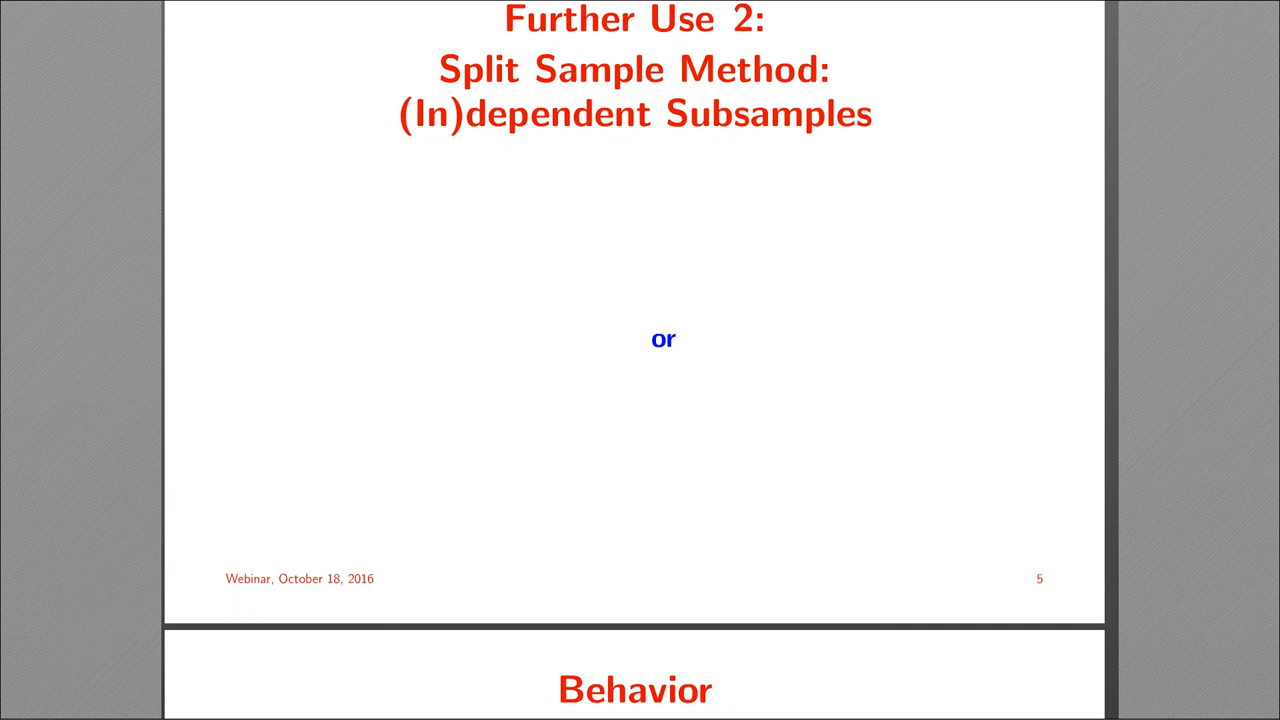 Further Use 2:
Split Sample Method:
(In)dependent Subsamples
or
Webinar, October 18, 2016
5
Behavior